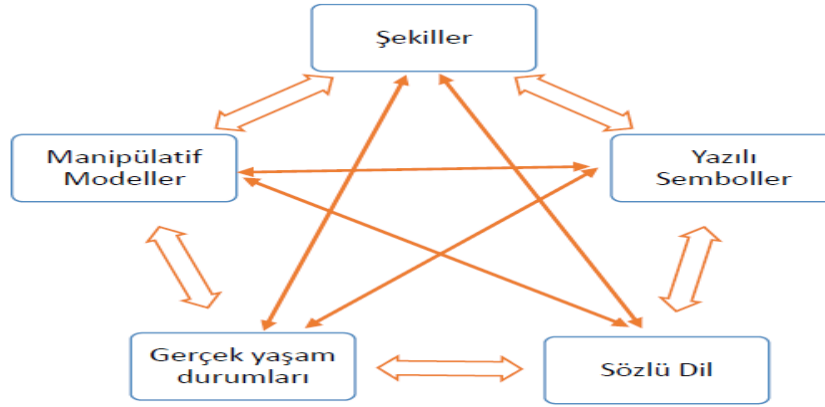 Şekiller
Manipülatif
Modeller
Yazılı
Semboller
Gerçek yaşam
durumları
Sözlü Dil